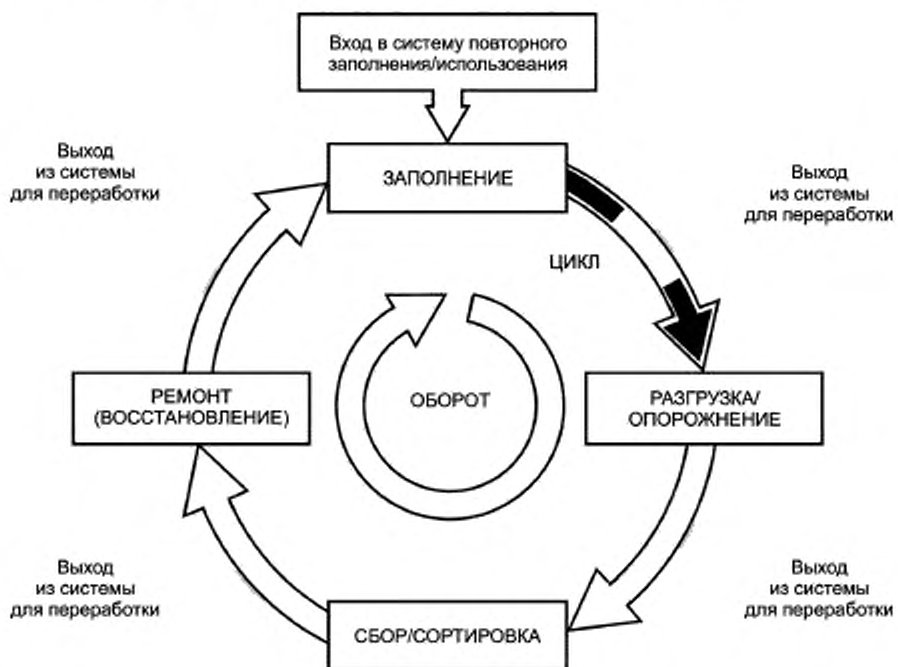 Вход в систему повторного
заполнения/использования
Выход
из системы
для переработки
ЗАПОЛНЕНИЕ
Выход
из системы
для переработки
ЦИКЛ
РЕМОНТ
(ВОССТАНОВЛЕНИЕ)
ОБОРОТ
РАЗГРУЗКА/
ОПОРОЖНЕНИЕ
Выход
из системы
для переработки
СБОР/СОРТИРОВКА
Выход
из системы
для переработки